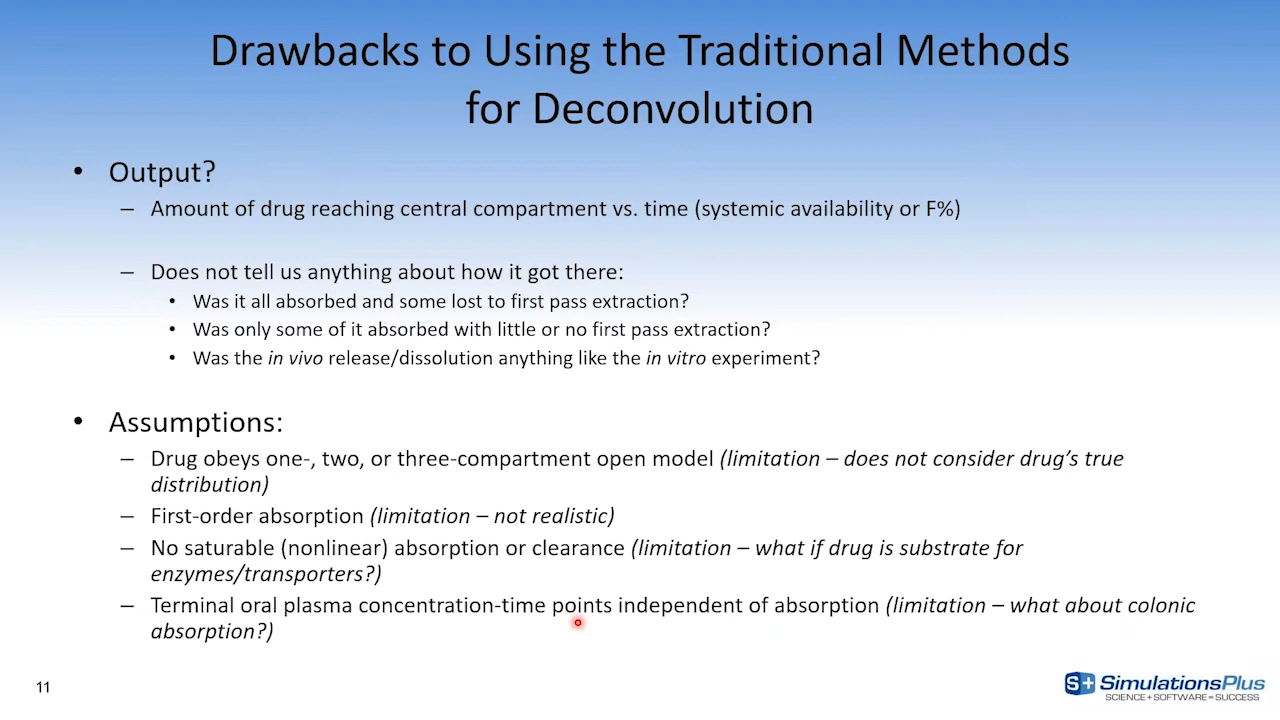 Drawbacks to Using the Traditional Methods
for Deconvolution
• Output?
– Amount of drug reaching central compartment vs. time (systemic availability or F%)
– Does not tell us anything about how it got there:
• Was it all absorbed and some lost to first pass extraction?
• Was only some of it absorbed with little or no first pass extraction?
• Was the in vivo release/dissolution anything like the in vitro experiment?
• Assumptions:
– Drug obeys one-, two, or three-compartment open model (limitation – does not consider drug's true
distribution)
– First-order absorption (limitation – not realistic)
– No saturable (nonlinear) absorption or clearance (limitation – what if drug is substrate for
enzymes/transporters?)
– Terminal oral plasma concentration-time points independent of absorption (limitation – what about colonic
absorption?)
11
S+ SimulationsPlus
SCIENCE + SOFTWARE = SUCCESS